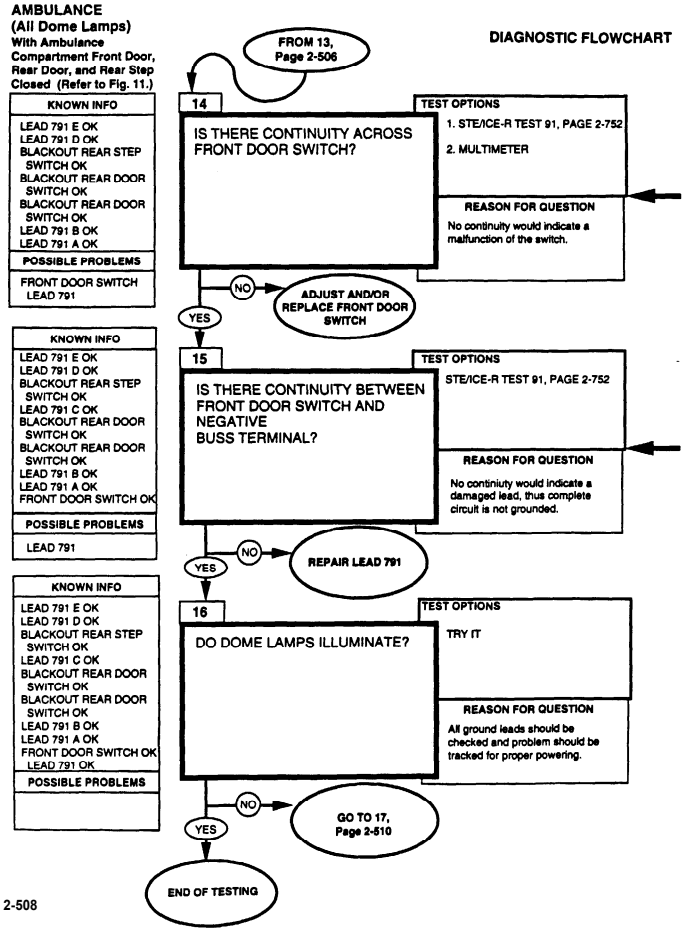 AMBULANCE
(All Dome Lamps)
With Ambulance
Compartment Front Door,
Rear Door, and Rear Step
Closed (Refer to Fig. 11.)
DIAGNOSTIC FLOWCHART
FROM 13,
Page 2-506
KNOWN INFO
LEAD 791 E OK
LEAD 791 D OK
BLACKOUT REAR STEP
SWITCH OK
BLACKOUT REAR DOOR
SWITCH OK
BLACKOUT REAR DOOR
SWITCH OK
LEAD 791 B OK
LEAD 791 A OK
POSSIBLE PROBLEMS
FRONT DOOR SWITCH
LEAD 791
14
IS THERE CONTINUITY ACROSS
FRONT DOOR SWITCH?
TEST OPTIONS
1. STE/ICE-R TEST 91, PAGE 2-752
2. MULTIMETER
REASON FOR QUESTION
No continuity would indicate a
malfunction of the switch.
NO
ADJUST AND/OR
REPLACE FRONT DOOR
SWITCH
YES
KNOWN INFO
LEAD 791 E OK
LEAD 791 D OK
BLACKOUT REAR STEP
SWITCH OK
LEAD 791 C OK
BLACKOUT REAR DOOR
SWITCH OK
BLACKOUT REAR DOOR
SWITCH OK
LEAD 791 B OK
LEAD 791 A OK
FRONT DOOR SWITCH OK
POSSIBLE PROBLEMS
LEAD 791
15
IS THERE CONTINUITY BETWEEN
FRONT DOOR SWITCH AND
NEGATIVE
BUSS TERMINAL?
TEST OPTIONS
STE/ICE-R TEST 91, PAGE 2-752
REASON FOR QUESTION
No continiuty would indicate a
damaged lead, thus complete
circuit is not grounded.
NO
REPAIR LEAD 791
YES
KNOWN INFO
LEAD 791 E OK
LEAD 791 D OK
BLACKOUT REAR STEP
SWITCH OK
LEAD 791 C OK
BLACKOUT REAR DOOR
SWITCH OK
BLACKOUT REAR DOOR
SWITCH OK
LEAD 791 B OK
LEAD 791 A OK
FRONT DOOR SWITCH OK
LEAD 791 OK
POSSIBLE PROBLEMS
16
DO DOME LAMPS ILLUMINATE?
TEST OPTIONS
TRY IT
REASON FOR QUESTION
All ground leads should be
checked and problem should be
tracked for proper powering.
NO
GO TO 17,
Page 2-510
YES
END OF TESTING
2-508